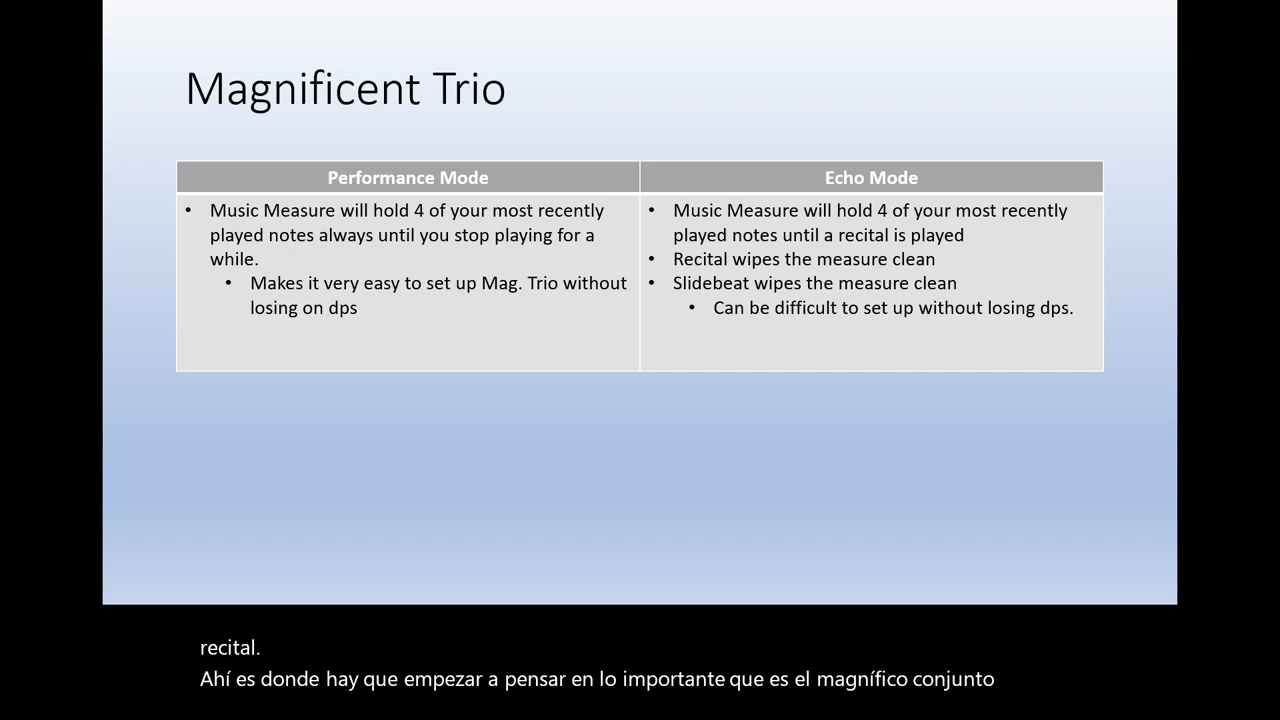 Magnificent Trio
Performance Mode
• Music Measure will hold 4 of your most recently
played notes always until you stop playing for a
while.
• Makes it very easy to set up Mag. Trio without
losing on dps
Echo Mode
• Music Measure will hold 4 of your most recently
played notes until a recital is played
• Recital wipes the measure clean
• Slidebeat wipes the measure clean
• Can be difficult to set up without losing dps.
recital.
Ahí es donde hay que empezar a pensar en lo importante que es el magnífico conjunto